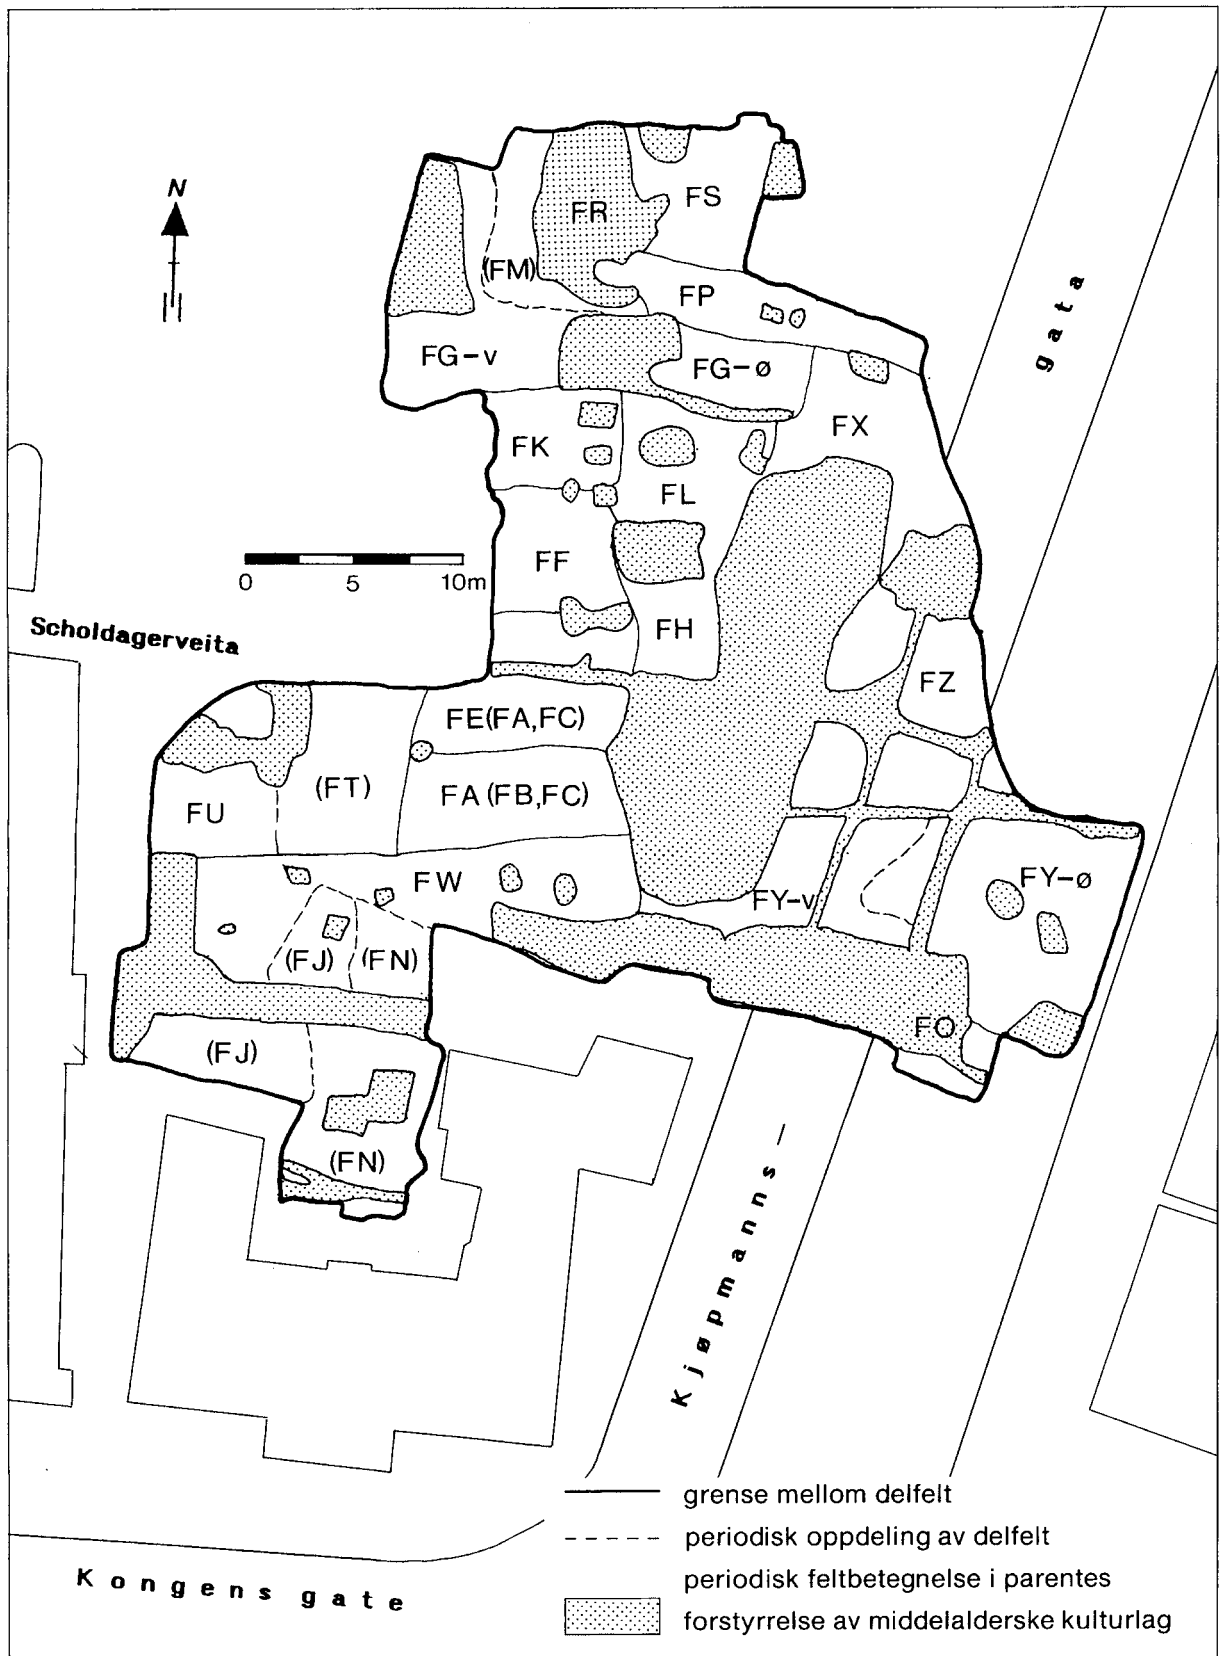 N
FR
FS
(FM)
FP
FG-v
FG-ø
FX
FK
FL
FF
0 5 10m
FH
Scholdagerveita
FZ
FE(FA,FC)
(FT)
FA (FB,FC)
FU
FW
FY-v
FY-ø
(FJ)
(FN)
FO
(FJ)
(FN)
Kjøpmanns –
gata
Kongens gate
grense mellom delfelt
periodisk oppdeling av delfelt
periodisk feltbetegnelse i parentes
forstyrrelse av middelalderske kulturlag